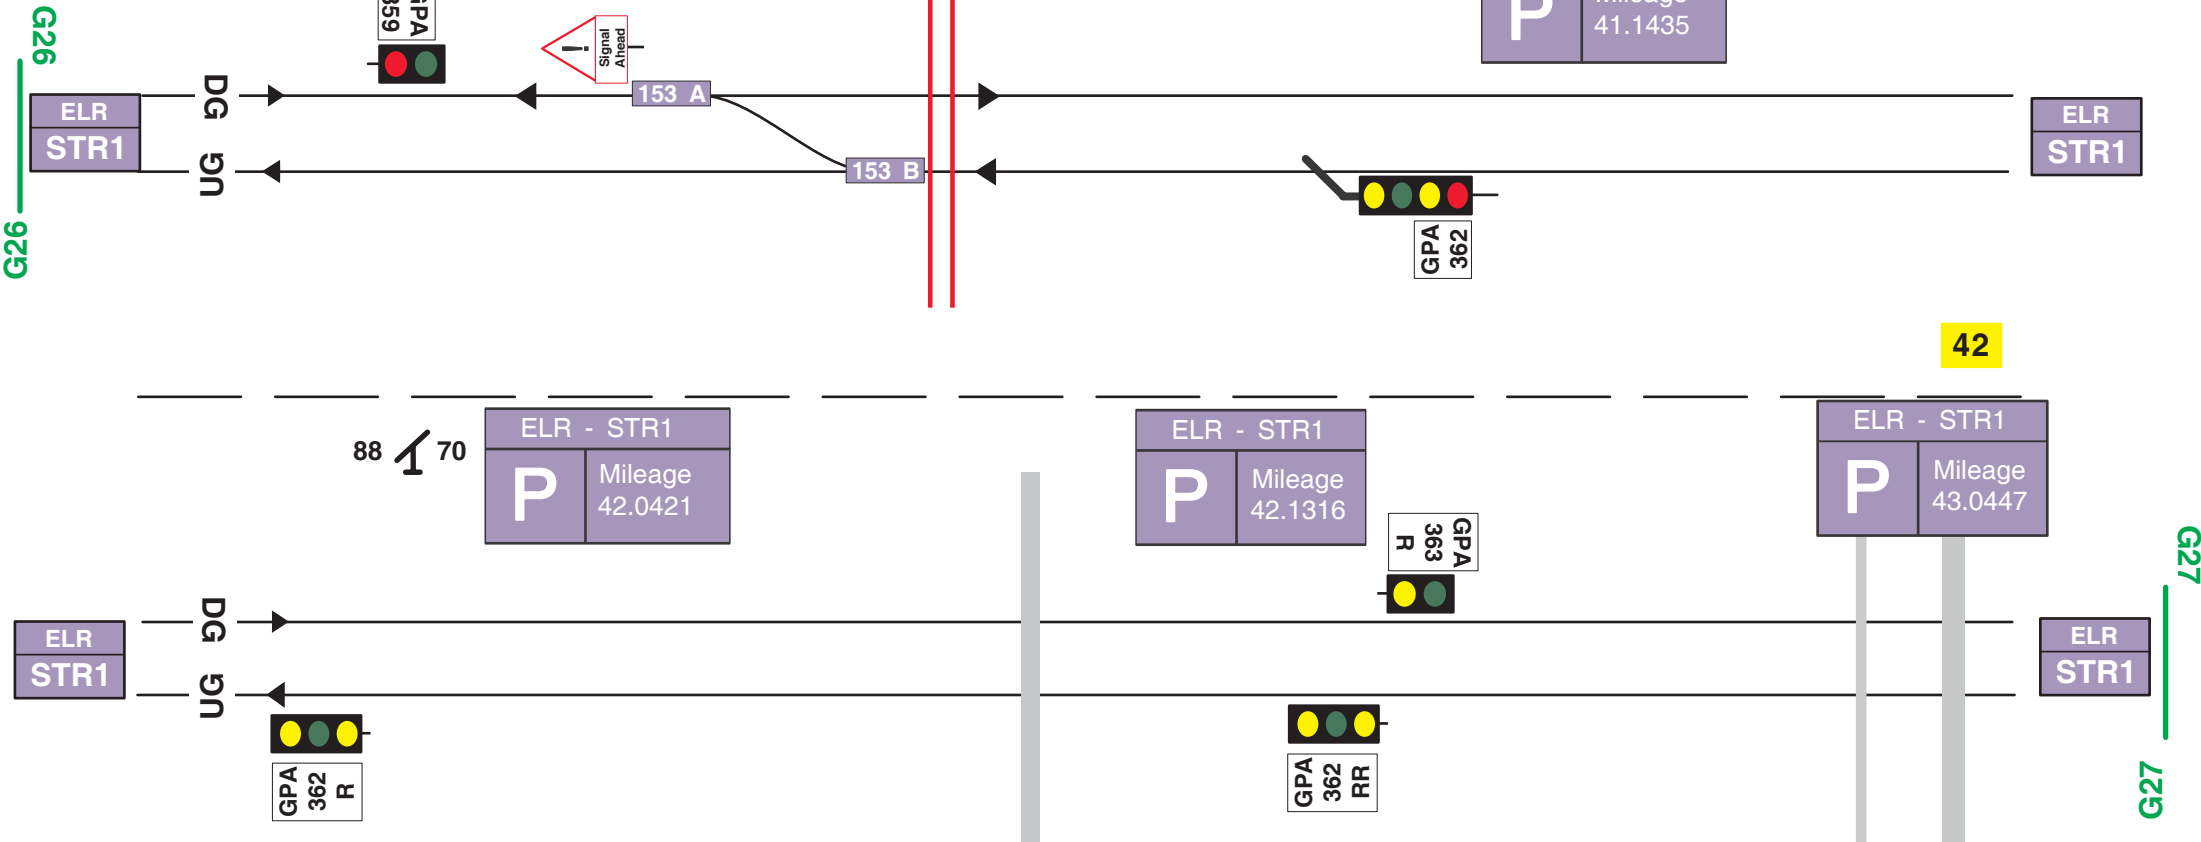 G26
GPA
359
Signal
Ahead
Mileage
41.1435
P
DG
153 A
ELR
STR1
ELR
STR1
UG
153 B
GPA
362
G26
42
88
70
ELR - STR1
P
Mileage
42.0421
ELR - STR1
P
Mileage
42.1316
ELR - STR1
P
Mileage
43.0447
GPA
363
R
G27
DG
ELR
STR1
ELR
STR1
UG
GPA
362
R
GPA
362
RR
G27